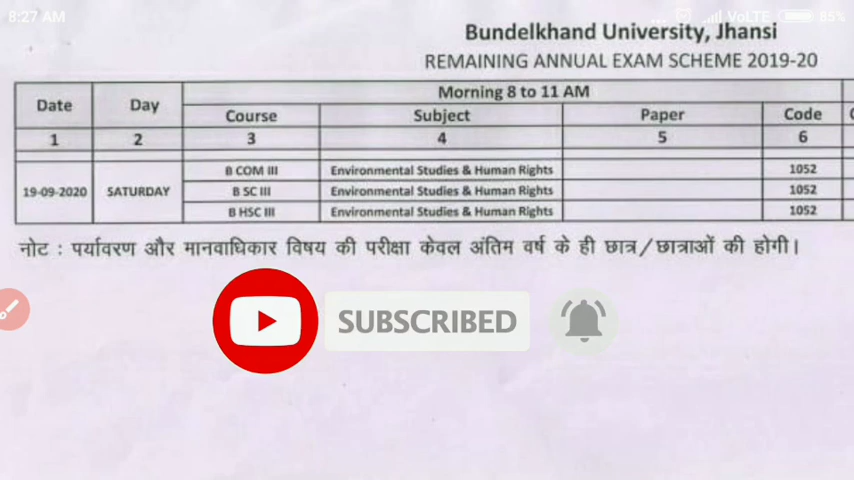 8:27 AM VoLTE 85%
Bundelkhand University, Jhansi
REMAINING ANNUAL EXAM SCHEME 2019-20
Date Day Morning 8 to 11 AM
Course Subject Paper Code
1 2 3 4 5 6
B COM III Environmental Studies & Human Rights 1052
19-09-2020 SATURDAY B SC III Environmental Studies & Human Rights 1052
B HSC III Environmental Studies & Human Rights 1052
नोट : पर्यावरण और मानवाधिकार विषय की परीक्षा केवल अंतिम वर्ष के ही छात्र/छात्राओं की होगी।
SUBSCRIBED